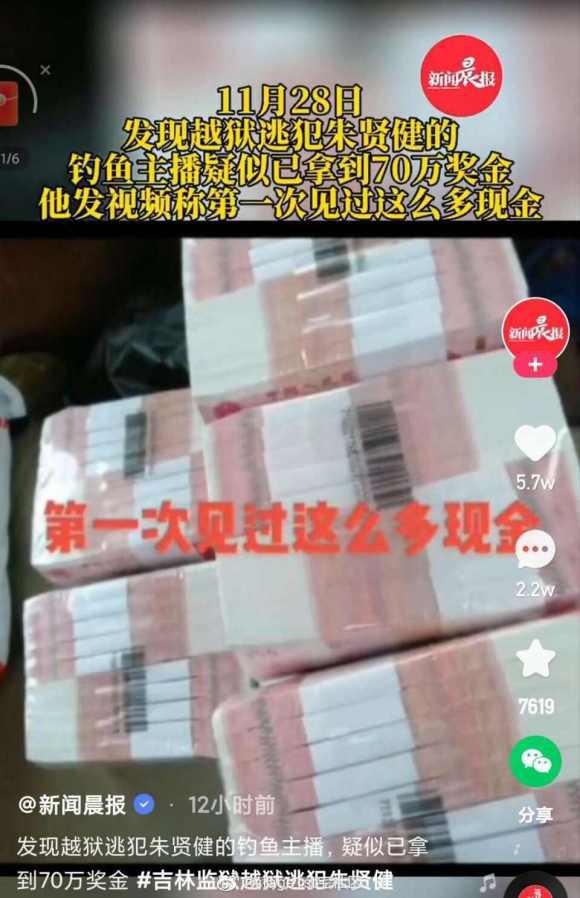 新闻晨报
11月28日
发现越狱逃犯朱贤健的
钓鱼主播疑似已拿到70万奖金
他发视频称第一次见过这么多现金
1/6
新闻晨报
第一次见过这么多现金
5.7w
2.2w
7619
分享
@新闻晨报 · 12小时前
发现越狱逃犯朱贤健的钓鱼主播，疑似已拿
到70万奖金 #吉林监狱越狱逃犯朱贤健